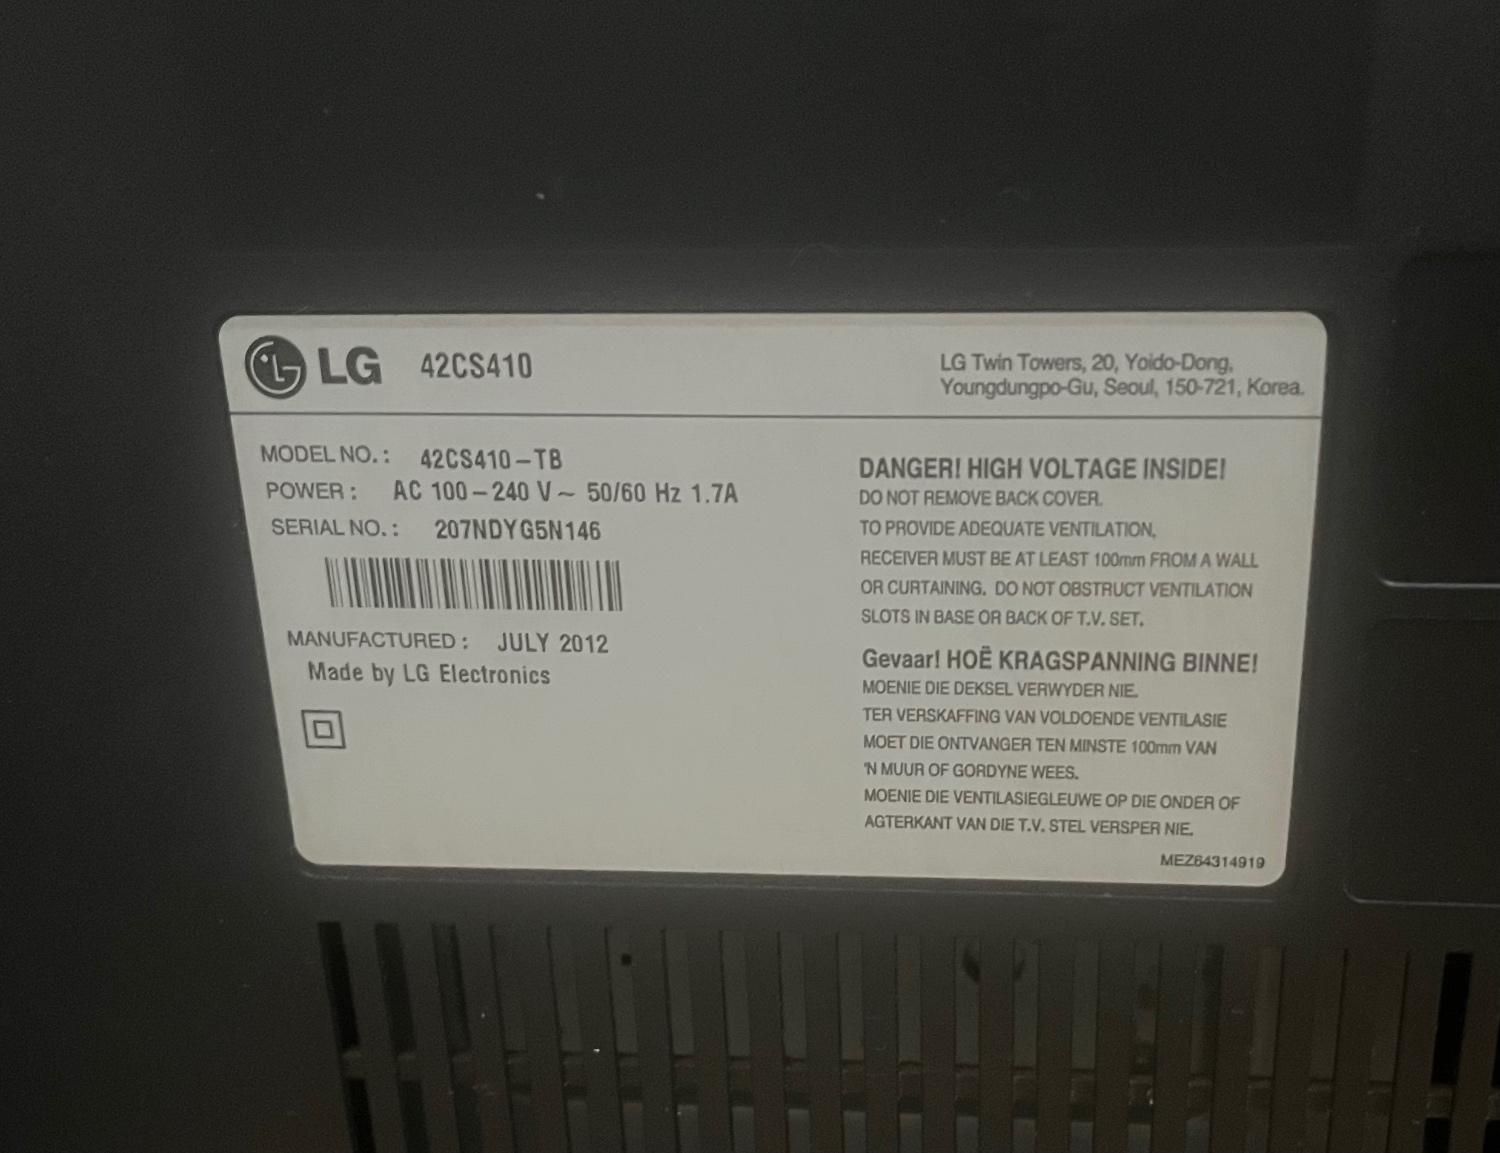 LG 42CS410
LG Twin Towers, 20, Yoido-Dong,
Youngdungpo-Gu, Seoul, 150-721, Korea.
MODEL NO. : 42CS410-TB
POWER : AC 100-240 V~ 50/60 Hz 1.7A
SERIAL NO. : 207NDYG5N146
MANUFACTURED : JULY 2012
Made by LG Electronics
DANGER! HIGH VOLTAGE INSIDE!
DO NOT REMOVE BACK COVER.
TO PROVIDE ADEQUATE VENTILATION,
RECEIVER MUST BE AT LEAST 100mm FROM A WALL
OR CURTAINING. DO NOT OBSTRUCT VENTILATION
SLOTS IN BASE OR BACK OF T.V. SET.
Gevaar! HOË KRAGSPANNING BINNE!
MOENIE DIE DEKSEL VERWYDER NIE.
TER VERSKAFFING VAN VOLDOENDE VENTILASIE
MOET DIE ONTVANGER TEN MINSTE 100mm VAN
'N MUUR OF GORDYNE WEES.
MOENIE DIE VENTILASIEGLEUWE OP DIE ONDER OF
AGTERKANT VAN DIE T.V. STEL VERSPER NIE.
MEZ64314919